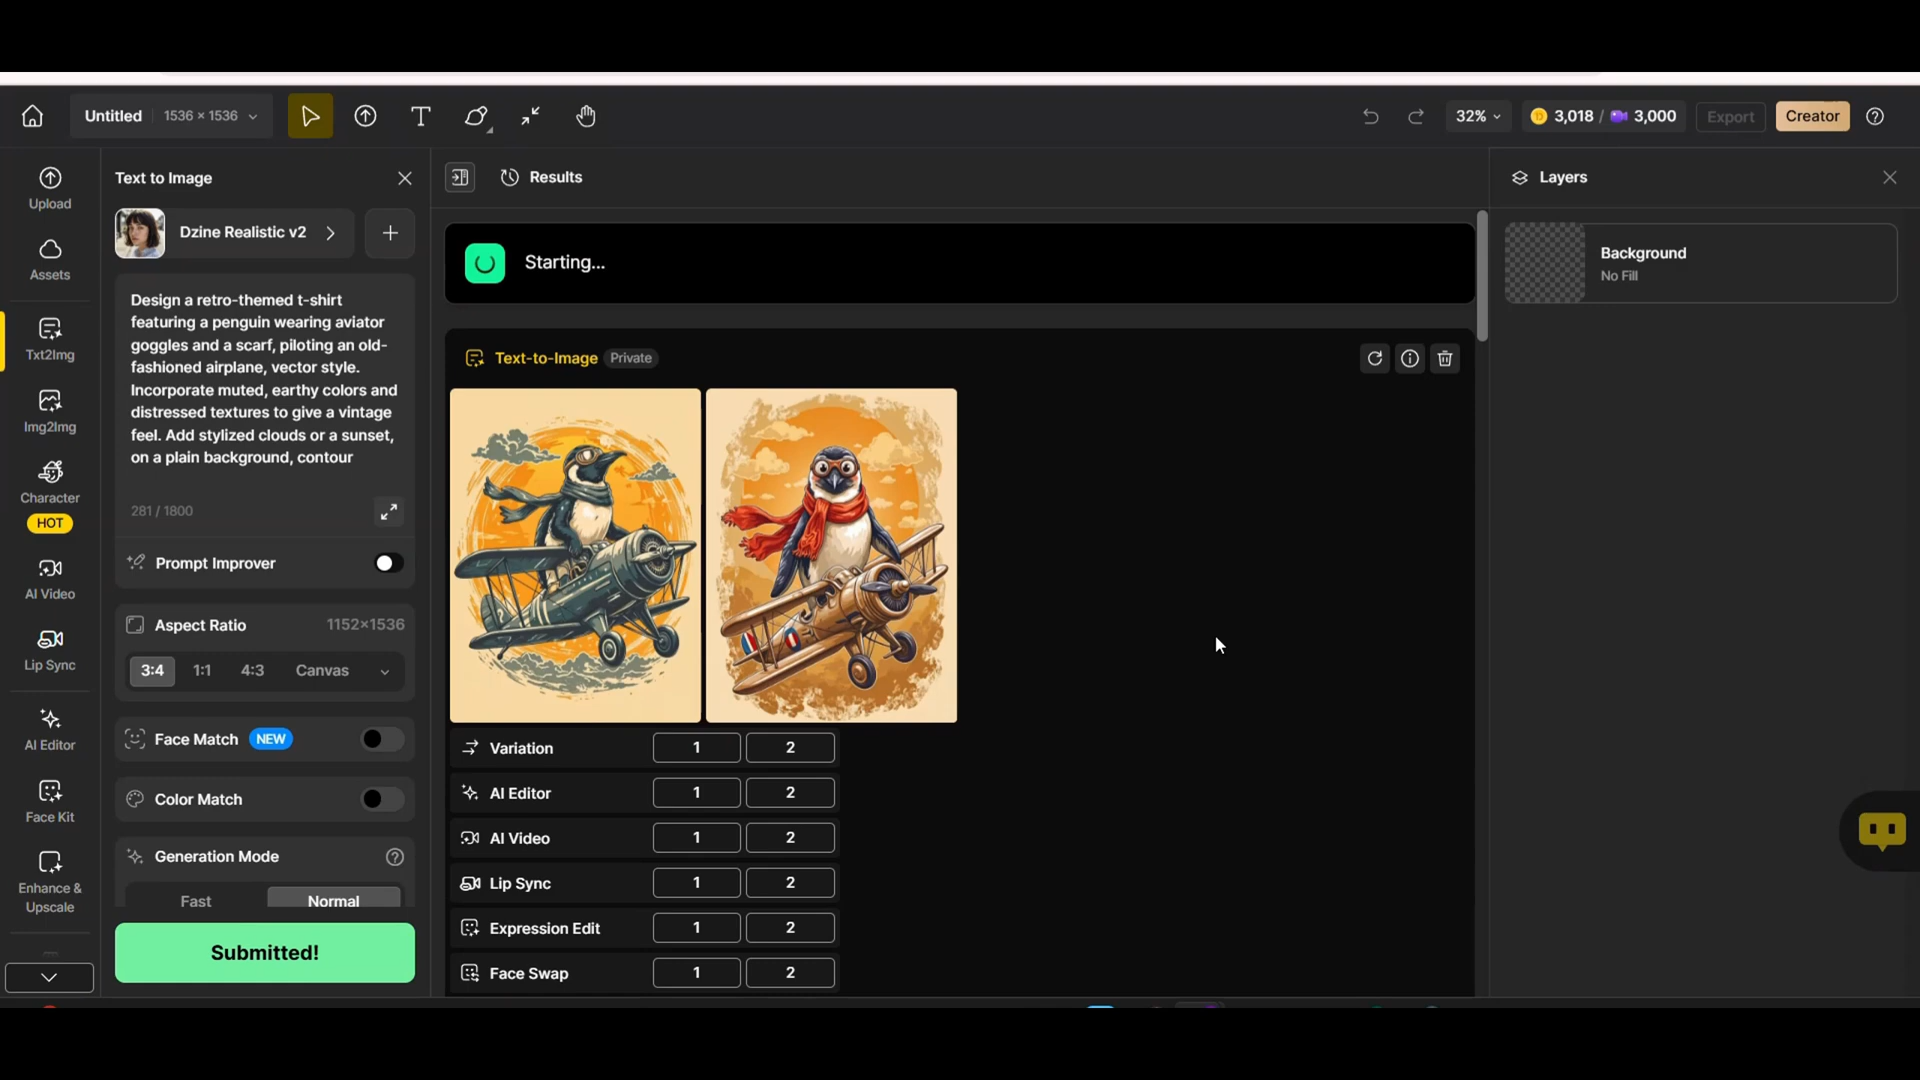 Untitled 1536 × 1536
T
32%
3,018 / 3,000
Export
Creator
Upload
Assets
Txt2Img
Img2Img
Character
HOT
AI Video
Lip Sync
AI Editor
Face Kit
Enhance &
Upscale
Text to Image
Dzine Realistic v2
Design a retro-themed t-shirt
featuring a penguin wearing aviator
goggles and a scarf, piloting an old-
fashioned airplane, vector style.
Incorporate muted, earthy colors and
distressed textures to give a vintage
feel. Add stylized clouds or a sunset,
on a plain background, contour
281 / 1800
Prompt Improver
Aspect Ratio 1152×1536
3:4 1:1 4:3 Canvas
Face Match NEW
Color Match
Generation Mode
Fast Normal
Submitted!
Results
Starting...
Text-to-Image Private
Variation 1 2
AI Editor 1 2
AI Video 1 2
Lip Sync 1 2
Expression Edit 1 2
Face Swap 1 2
Layers
Background
No Fill